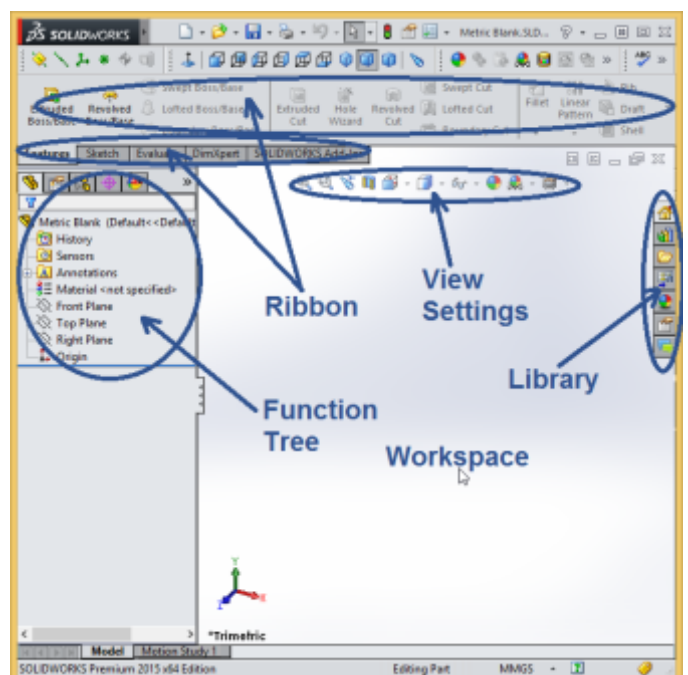 SOLIDWORKS
Metric Blank.SLD...
Swept Boss/Base
Swept Cut
Rib
Extruded Boss/Base
Revolved Boss/Base
Lofted Boss/Base
Extruded Cut
Hole Wizard
Revolved Cut
Lofted Cut
Fillet
Linear Pattern
Draft
Shell
Features Sketch Evaluate DimXpert SOLIDWORKS Add-Ins
Metric Blank (Default<<Default
History
Sensors
Annotations
Material <not specified>
Front Plane
Top Plane
Right Plane
Origin
Ribbon
View
Settings
Library
Function
Tree
Workspace
Y
X
Z
*Trimetric
Model Motion Study 1
SOLIDWORKS Premium 2015 x64 Edition
Editing Part
MMGS